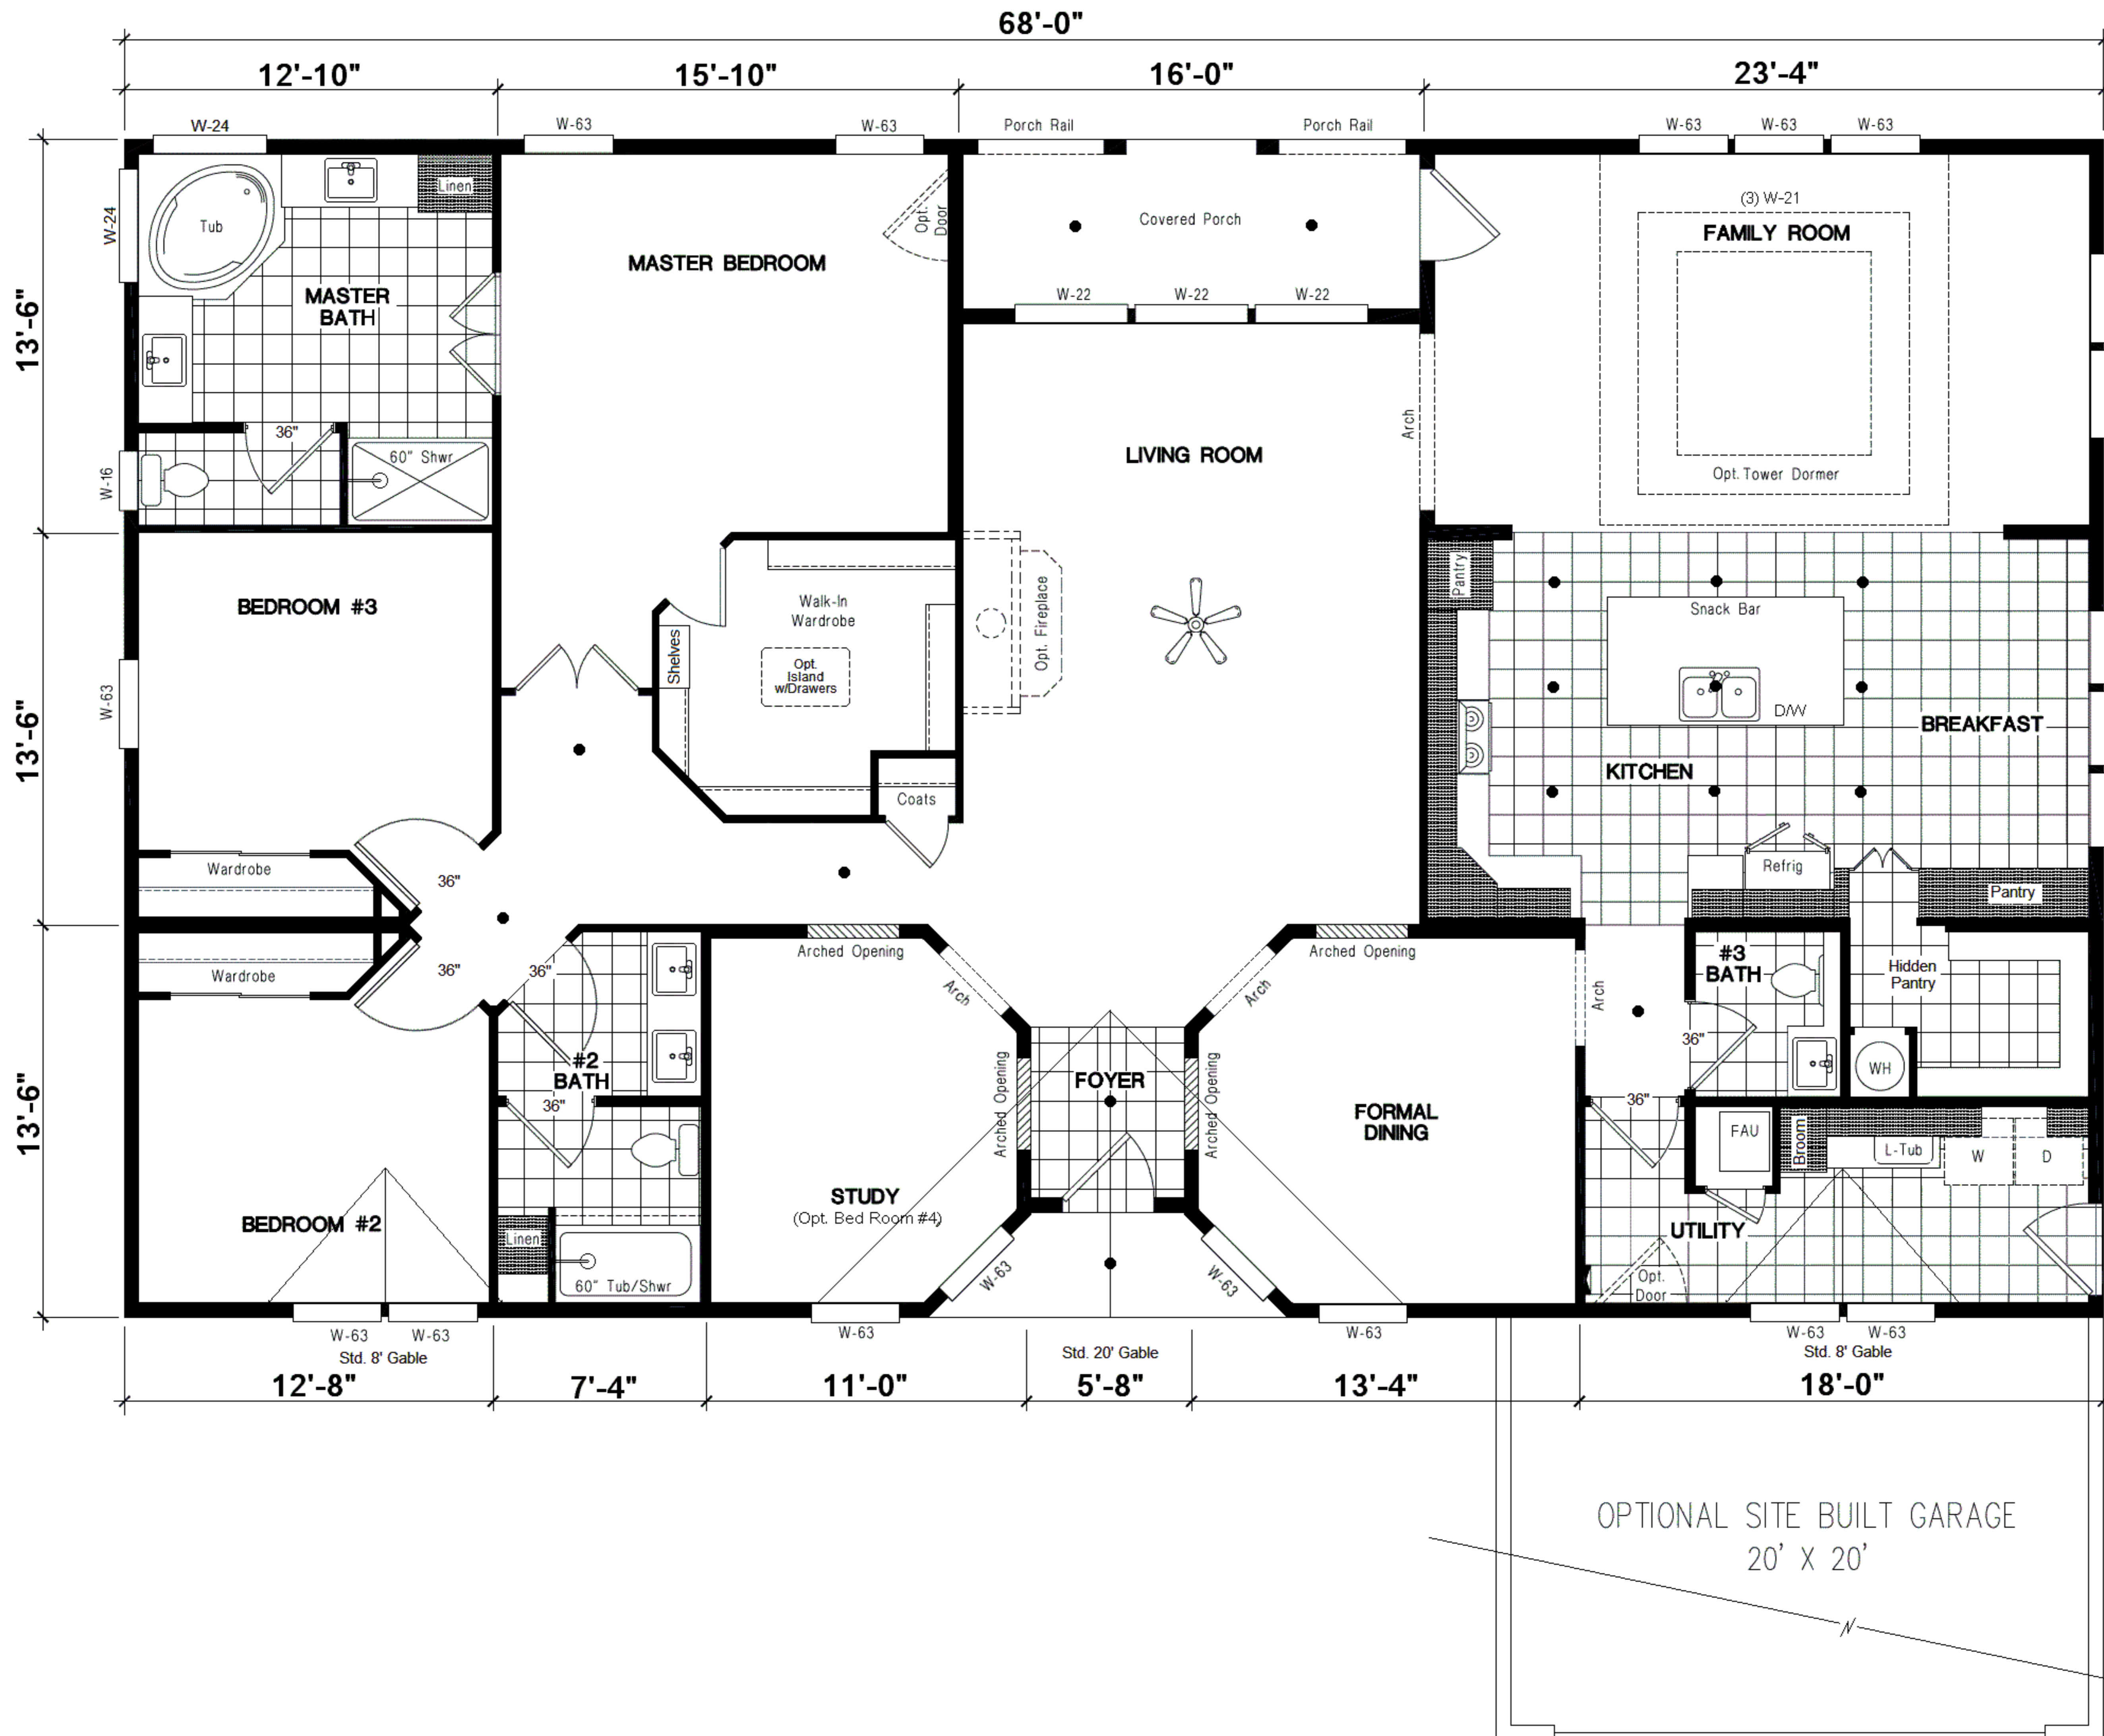 68'-0"
12'-10" 15'-10" 16'-0" 23'-4"
W-24 W-63 W-63 Porch Rail Porch Rail W-63 W-63 W-63
13'-6"
13'-6"
13'-6"
W-24
W-16
W-63
Tub
Linen
MASTER
BATH
36"
60" Shwr
MASTER BEDROOM
Opt.
Door
Covered Porch
W-22 W-22 W-22
(3) W-21
FAMILY ROOM
Opt. Tower Dormer
LIVING ROOM
Arch
BEDROOM #3
Wardrobe
36"
Walk-In
Wardrobe
Shelves
Opt.
Island
w/Drawers
Coats
Opt. Fireplace
Pantry
Snack Bar
D/W
BREAKFAST
KITCHEN
Refrig
Pantry
Wardrobe
36"
36"
BEDROOM #2
#2
BATH
36"
Linen
60" Tub/Shwr
Arched Opening
Arch
Arched Opening
STUDY
(Opt. Bed Room #4)
FOYER
Arched Opening
Arch
Arched Opening
FORMAL
DINING
Arch
#3
BATH
36"
Hidden
Pantry
WH
36"
FAU
Broom
L-Tub
W
D
UTILITY
Opt.
Door
W-63
W-63
W-63 W-63
Std. 8' Gable
W-63
Std. 20' Gable
W-63
W-63 W-63
Std. 8' Gable
12'-8" 7'-4" 11'-0" 5'-8" 13'-4" 18'-0"
OPTIONAL SITE BUILT GARAGE
20' X 20'